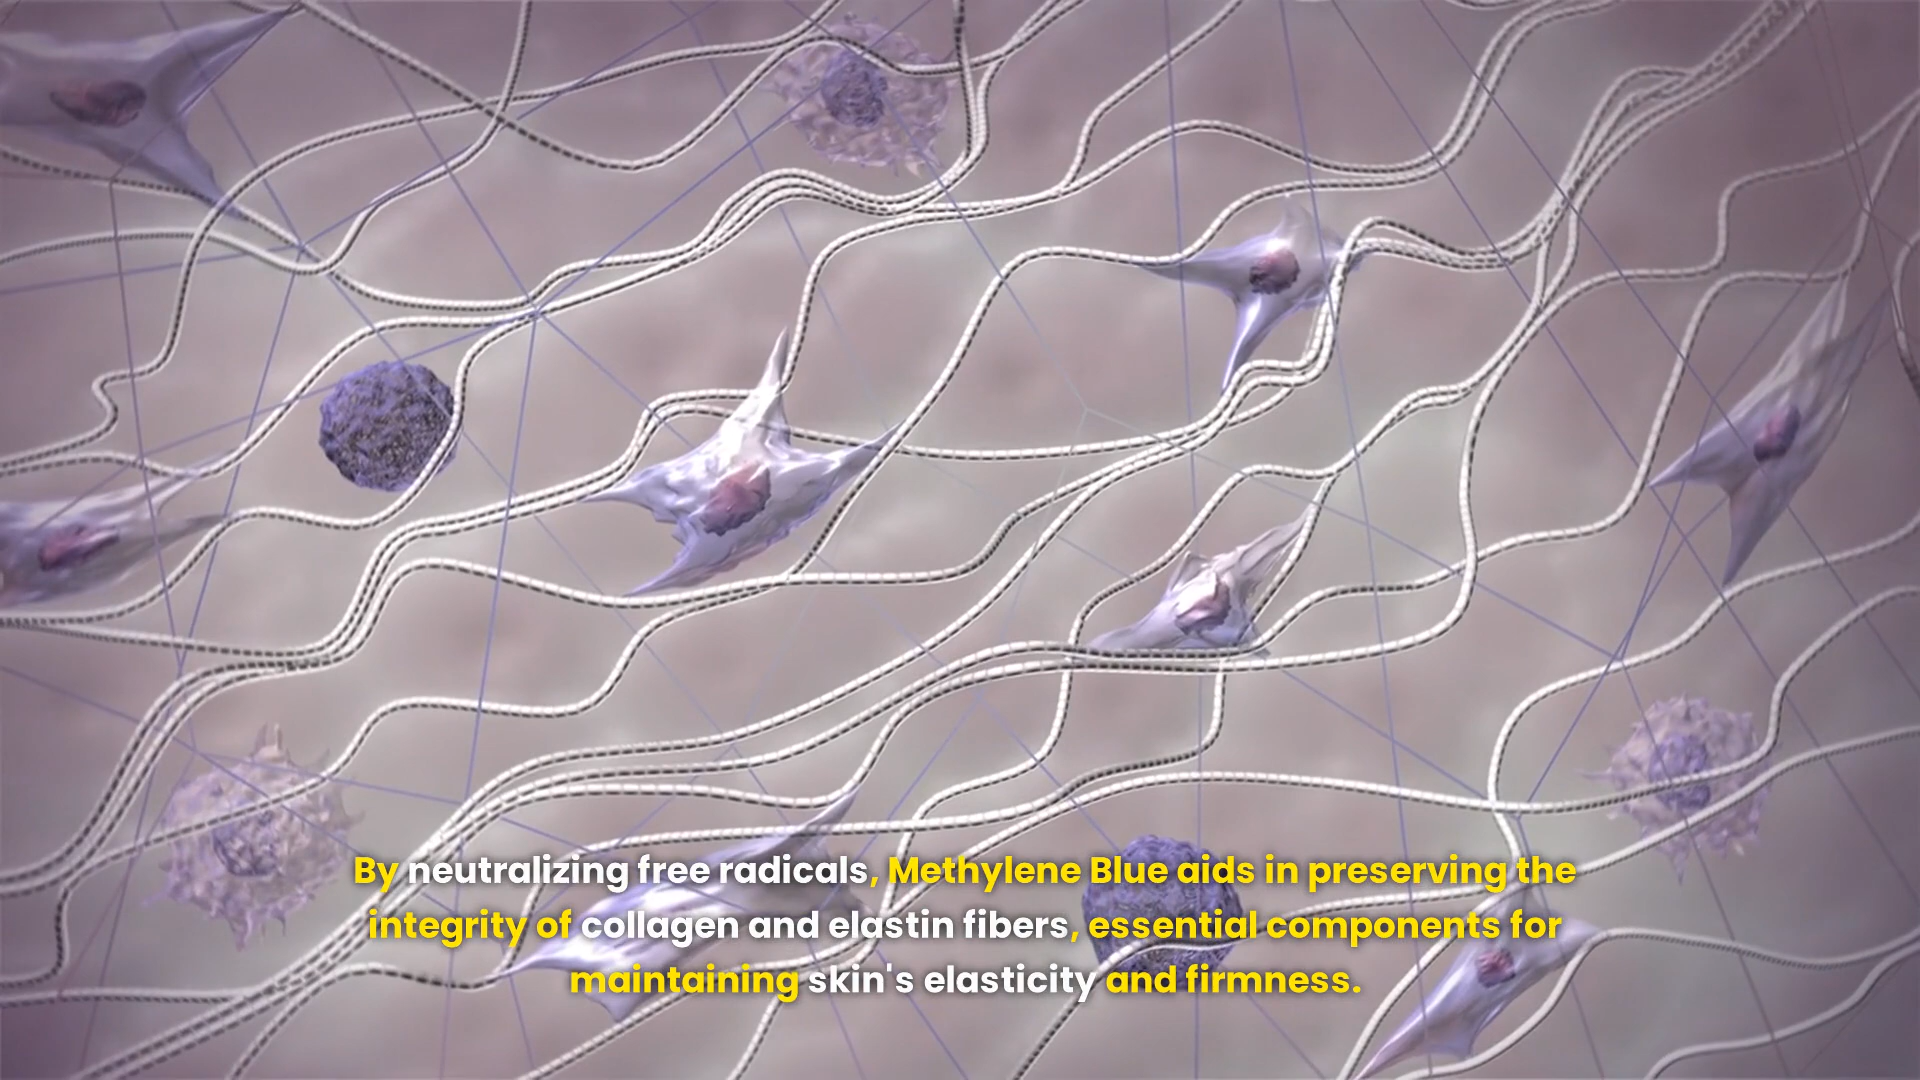 By neutralizing free radicals, Methylene Blue aids in preserving the
integrity of collagen and elastin fibers, essential components for
maintaining skin's elasticity and firmness.